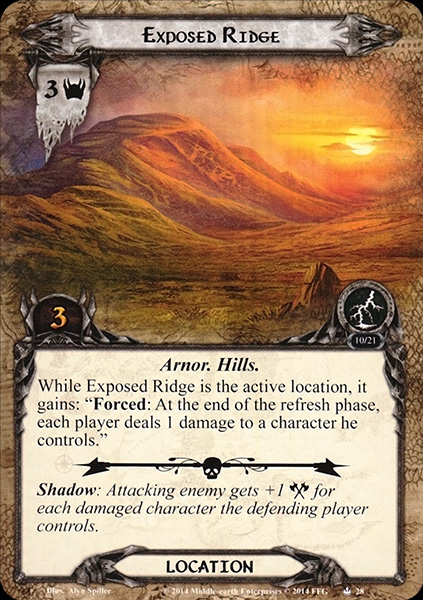 Exposed Ridge
3
3
10/21
Arnor. Hills.
While Exposed Ridge is the active location, it
gains: “Forced: At the end of the refresh phase,
each player deals 1 damage to a character he
controls.”
Shadow: Attacking enemy gets +1 for
each damaged character the defending player
controls.
LOCATION
Illus. Alyn Spiller © 2014 Middle-earth Enterprises © 2014 FFG 28